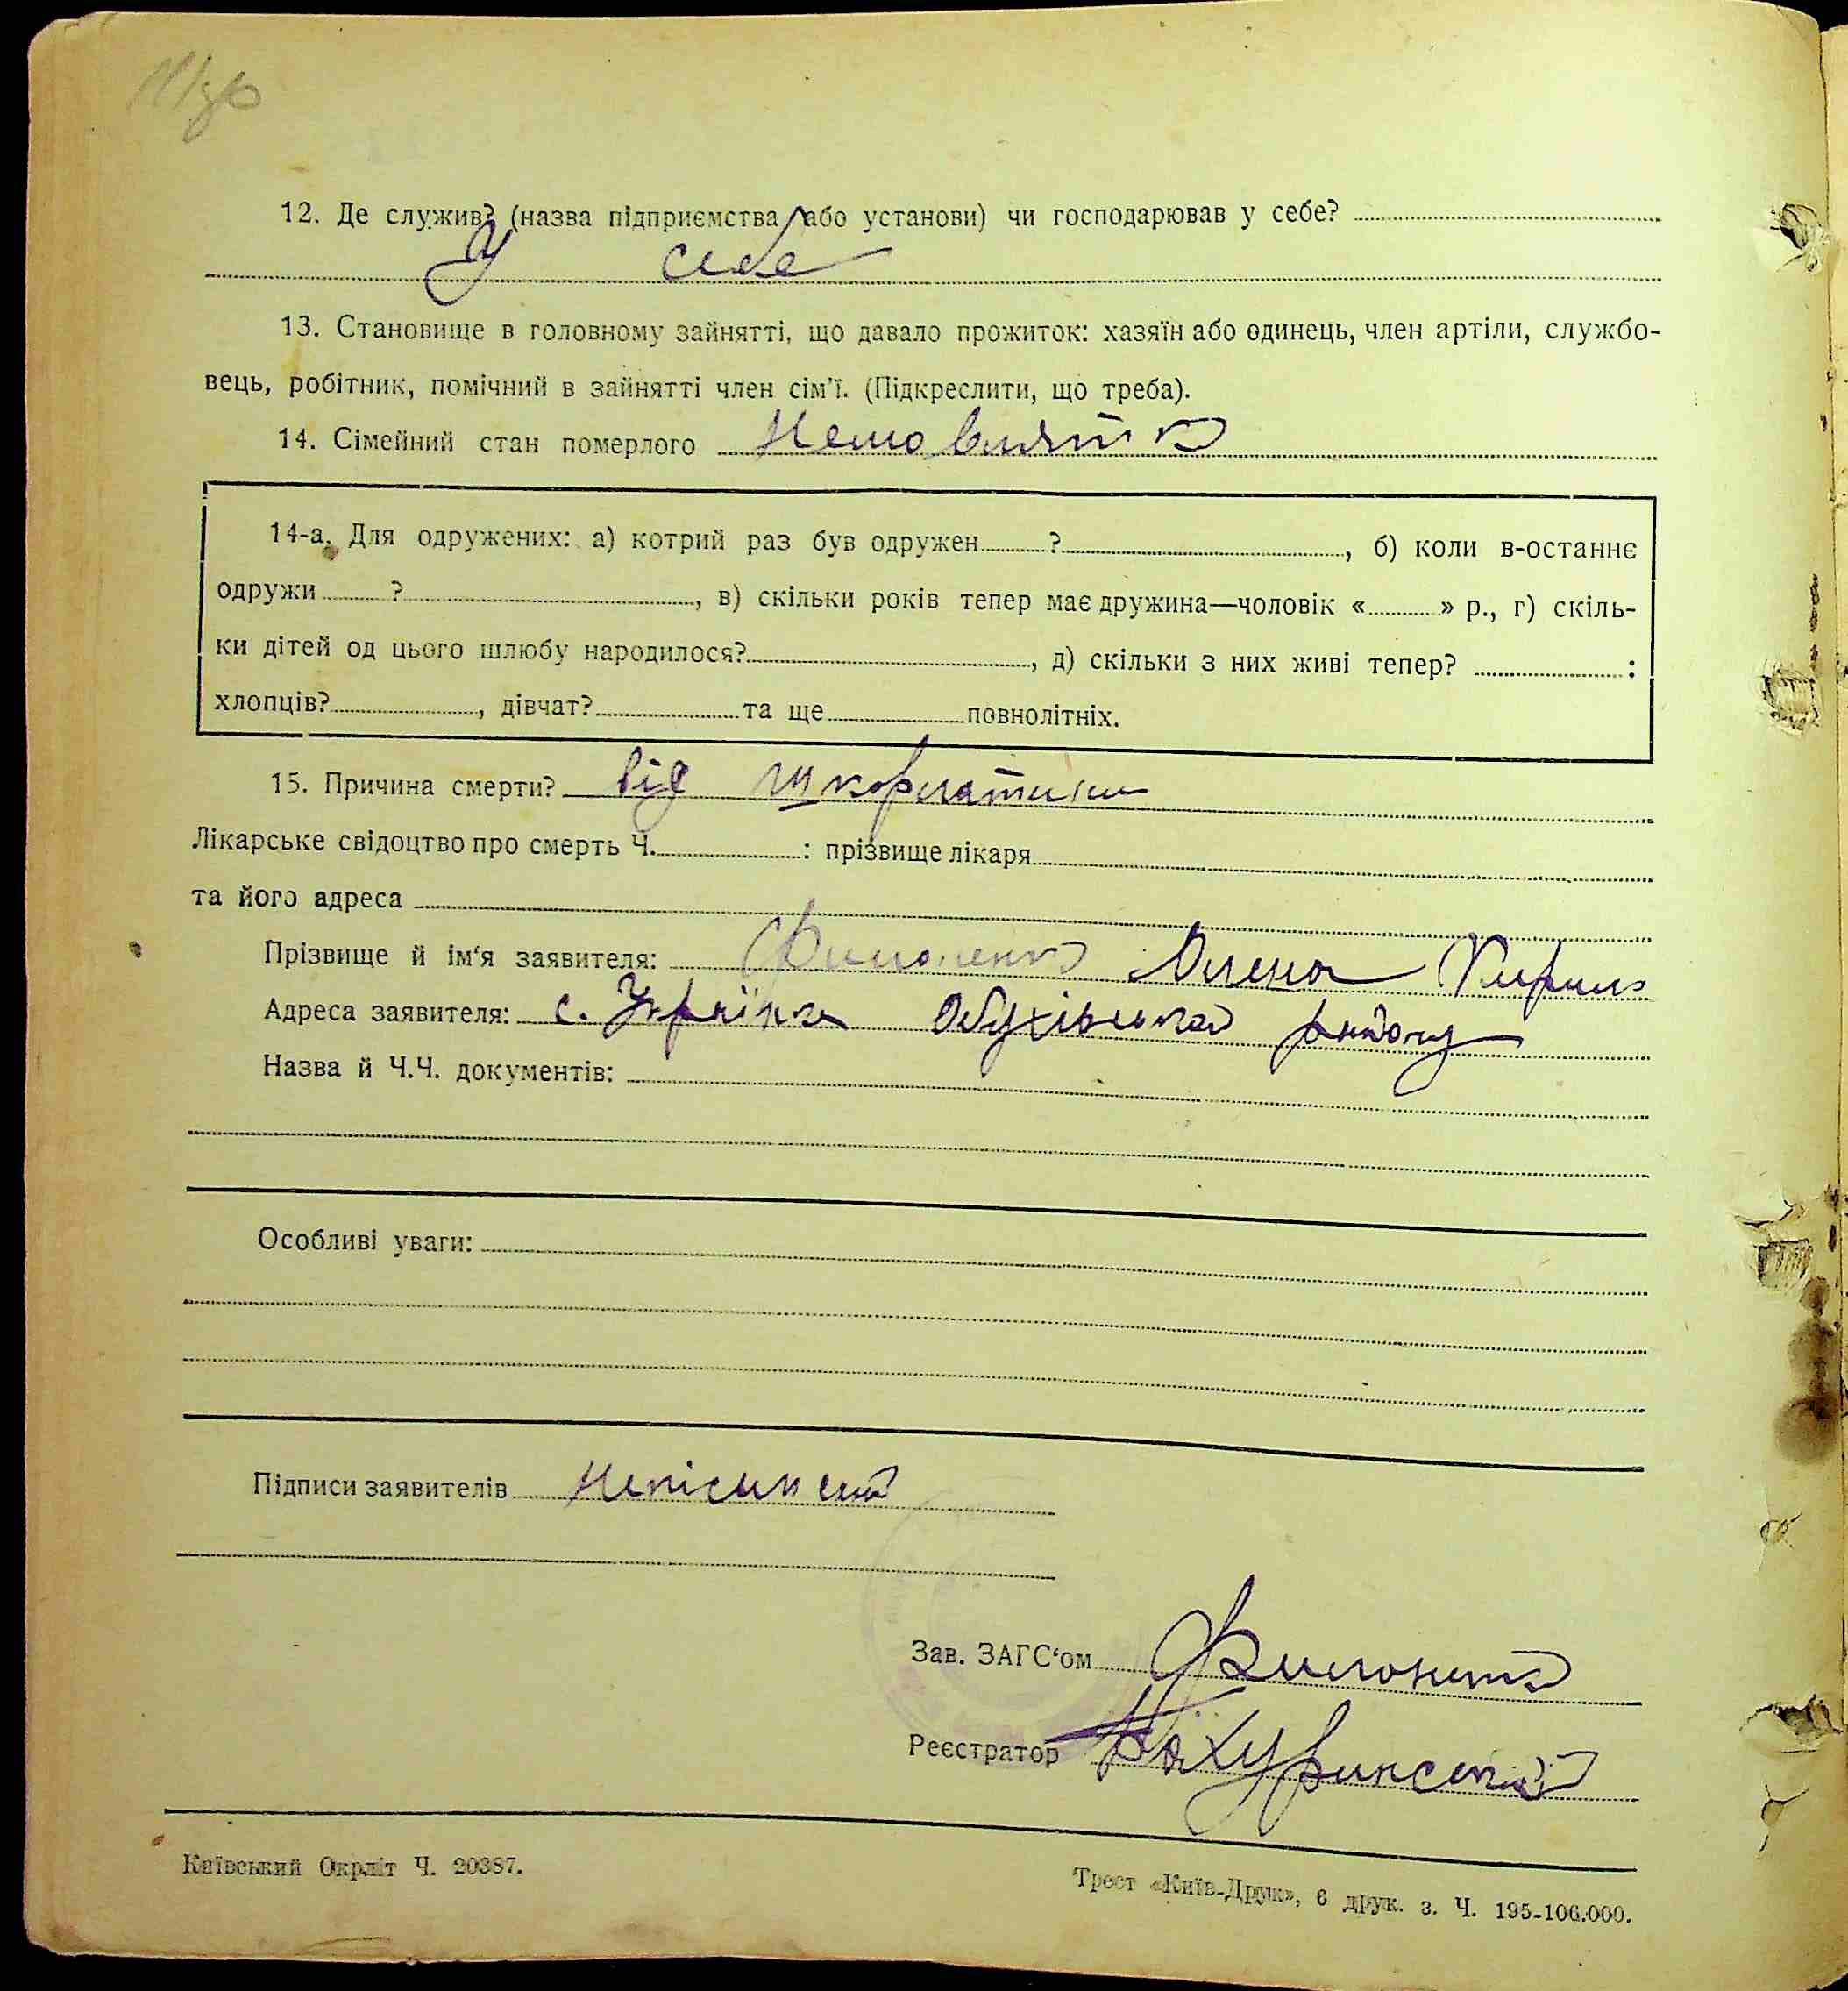 12. Де служив? (назва підприємства або установи) чи господарював у себе?
У себе
13. Становище в головному зайнятті, що давало прожиток: хазяїн або одинець, член артіли, службо-
вець, робітник, помічний в зайнятті член сім'ї. (Підкреслити, що треба).
14. Сімейний стан померлого Немовлятко
14-а. Для одружених: а) котрий раз був одружен ?, б) коли в-останнє
одружи ?, в) скільки років тепер має дружина—чоловік « » р., г) скіль-
ки дітей од цього шлюбу народилося?, д) скільки з них живі тепер? :
хлопців?, дівчат? та ще повнолітніх.
15. Причина смерти? від шкорлатини
Лікарське свідоцтво про смерть Ч. : прізвище лікаря
та його адреса
Прізвище й ім'я заявителя: Филоненко Олена
Адреса заявителя: с. Українка Обухівського району
Назва й Ч.Ч. документів:
Особливі уваги:
Підписи заявителів
Зав. ЗАГС'ом
Реєстратор
Київський Окрліт Ч. 20387.
Трест «Київ-Друк», 6 друк. з. Ч. 195-106.000.